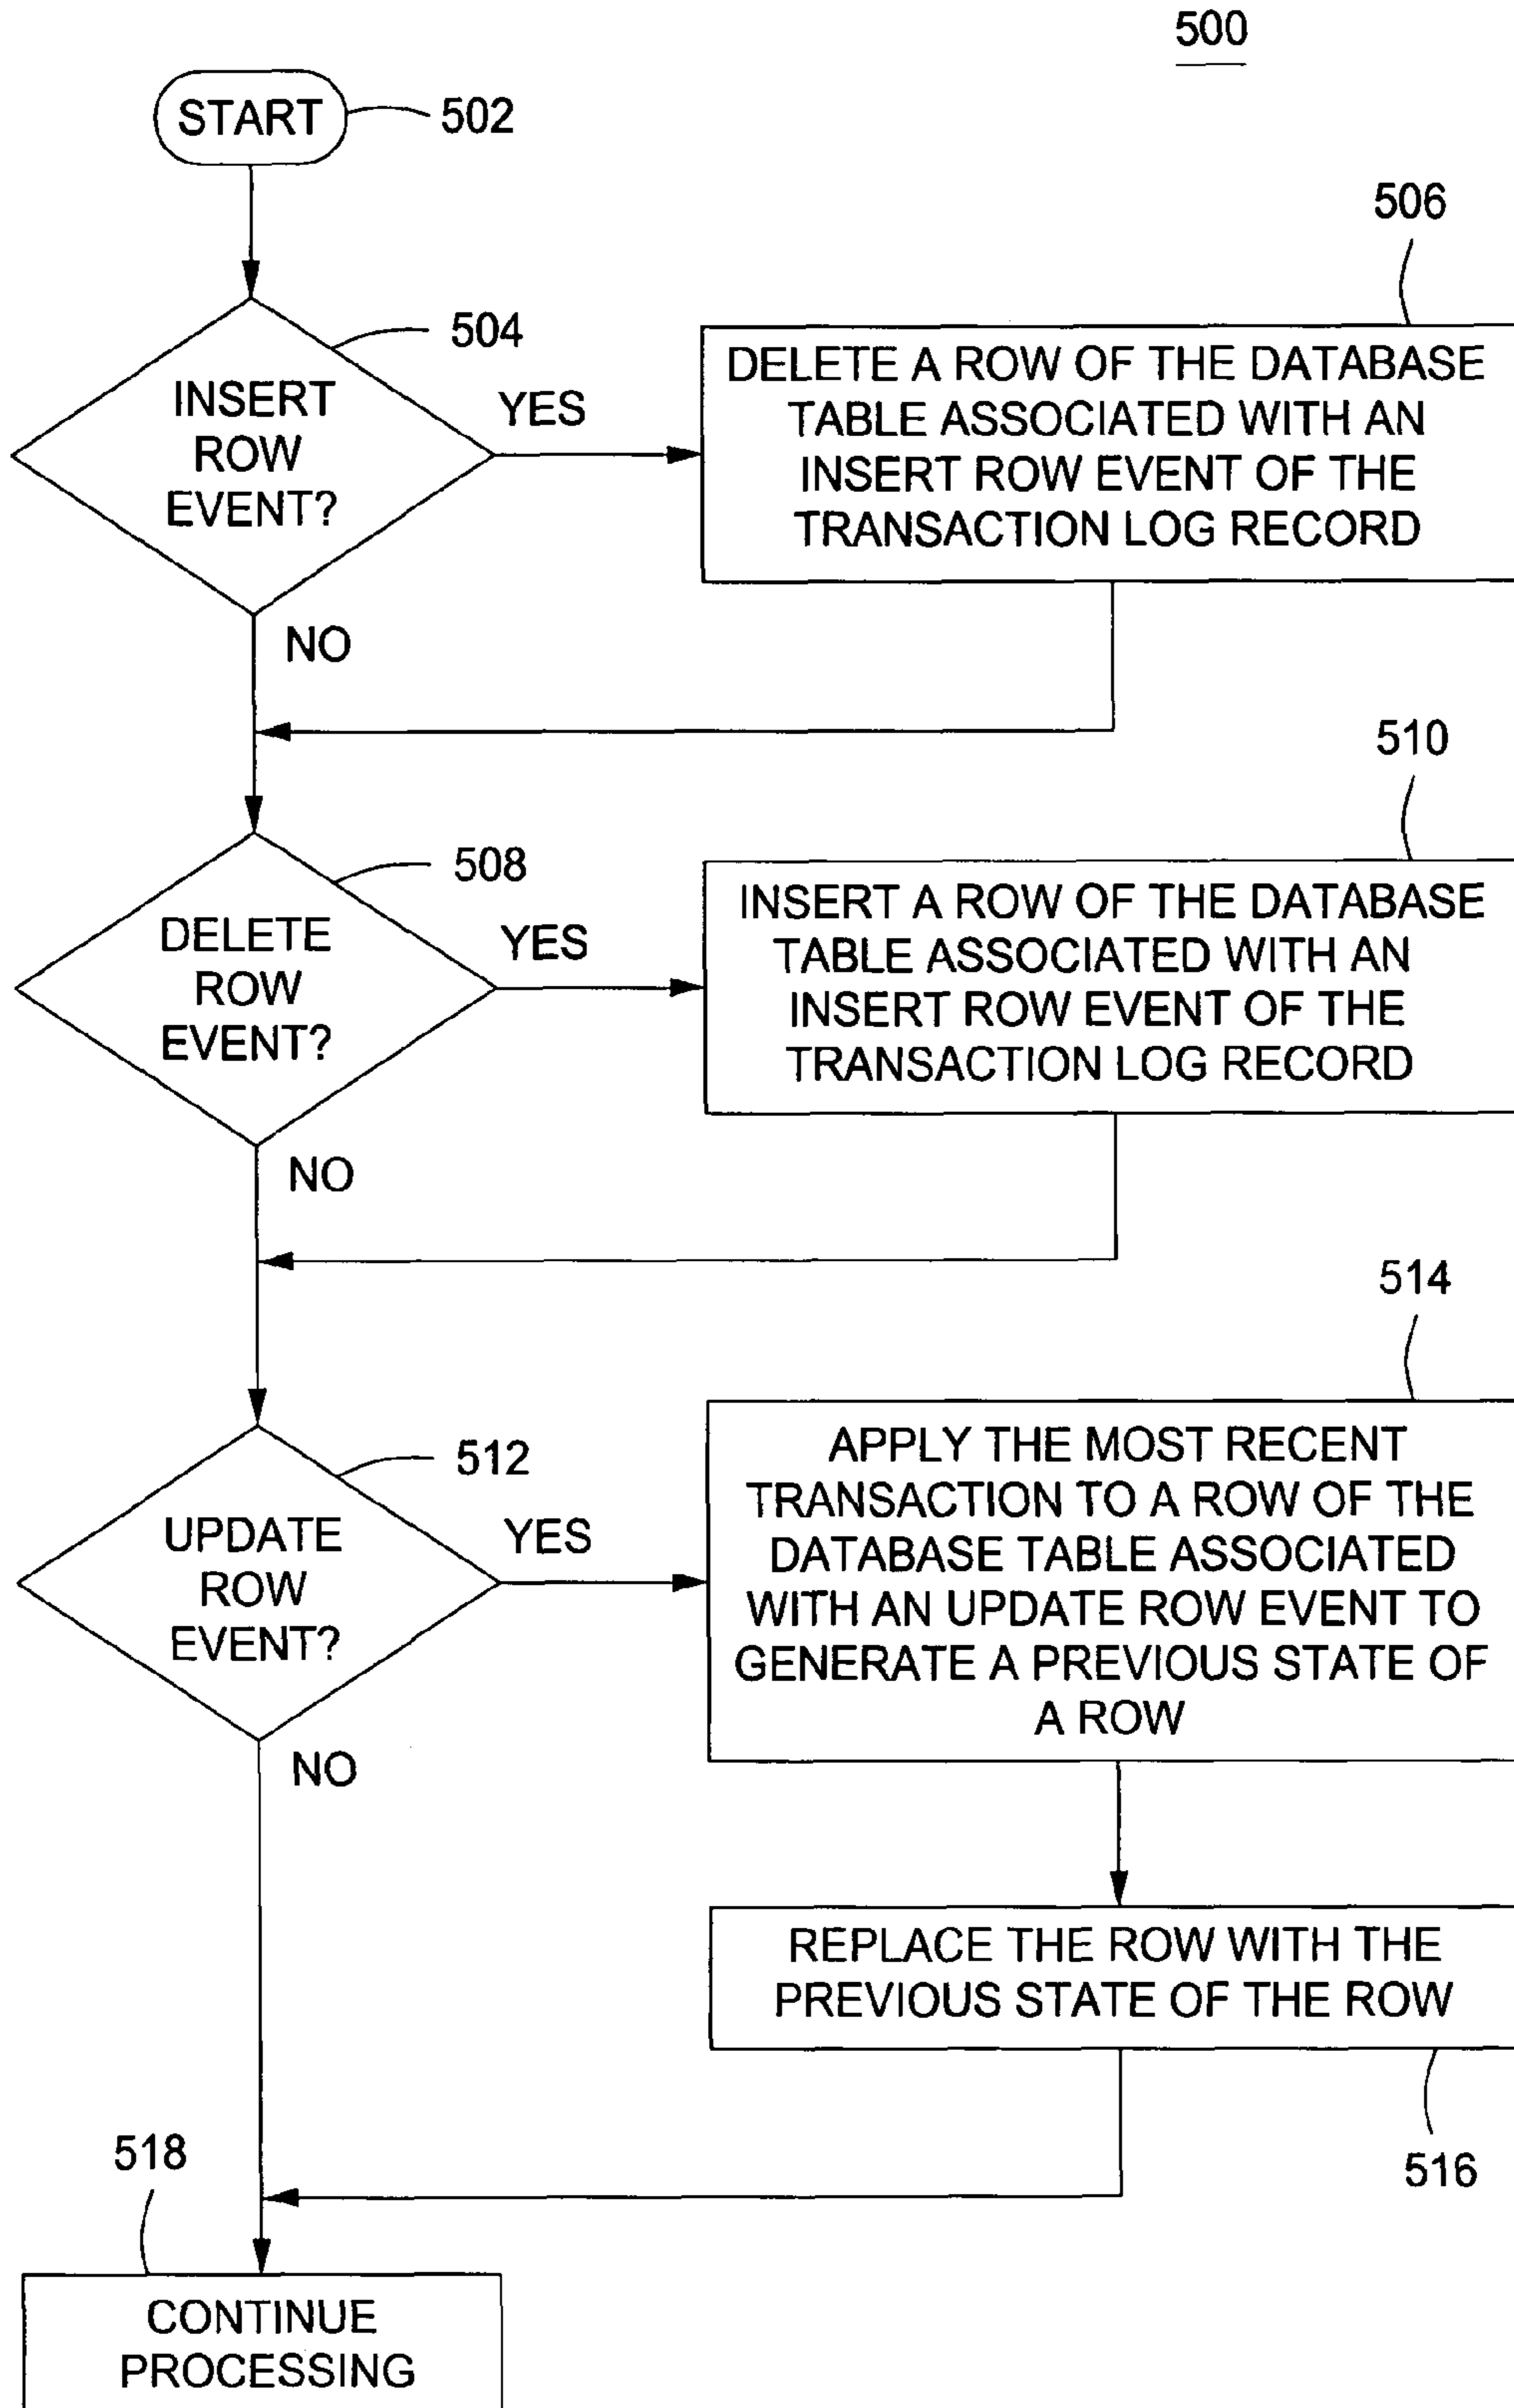 500
START
502
504
INSERT
ROW
EVENT?
YES
NO
506
DELETE A ROW OF THE DATABASE
TABLE ASSOCIATED WITH AN
INSERT ROW EVENT OF THE
TRANSACTION LOG RECORD
508
DELETE
ROW
EVENT?
YES
NO
510
INSERT A ROW OF THE DATABASE
TABLE ASSOCIATED WITH AN
INSERT ROW EVENT OF THE
TRANSACTION LOG RECORD
512
UPDATE
ROW
EVENT?
YES
NO
514
APPLY THE MOST RECENT
TRANSACTION TO A ROW OF THE
DATABASE TABLE ASSOCIATED
WITH AN UPDATE ROW EVENT TO
GENERATE A PREVIOUS STATE OF
A ROW
REPLACE THE ROW WITH THE
PREVIOUS STATE OF THE ROW
516
518
CONTINUE
PROCESSING